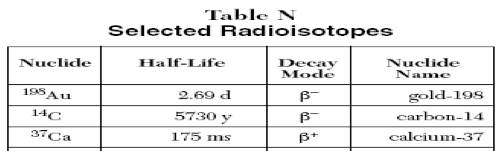 Table N
Selected Radioisotopes
Nuclide Half-Life Decay Mode Nuclide Name
¹⁹⁸Au 2.69 d β⁻ gold-198
¹⁴C 5730 y β⁻ carbon-14
³⁷Ca 175 ms β⁺ calcium-37